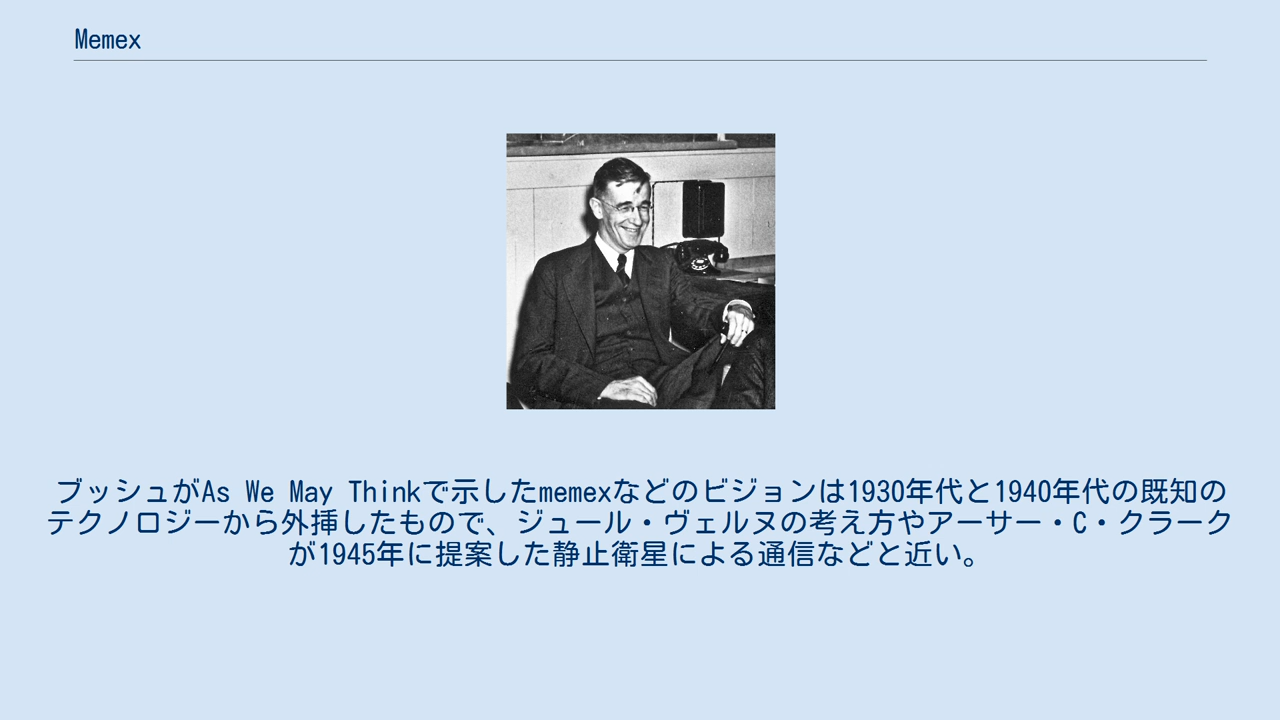 Memex
ブッシュがAs We May Thinkで示したmemexなどのビジョンは1930年代と1940年代の既知の
テクノロジーから外挿したもので、ジュール・ヴェルヌの考え方やアーサー・C・クラーク
が1945年に提案した静止衛星による通信などと近い。